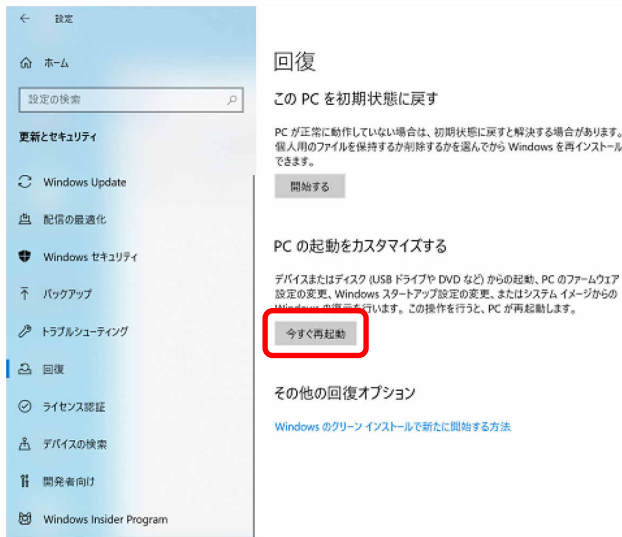 設定
ホーム
設定の検索
更新とセキュリティ
Windows Update
配信の最適化
Windows セキュリティ
バックアップ
トラブルシューティング
回復
ライセンス認証
デバイスの検索
開発者向け
Windows Insider Program
回復
この PC を初期状態に戻す
PC が正常に動作していない場合は、初期状態に戻すと解決する場合があります。
個人用のファイルを保持するか削除するかを選んでから Windows を再インストール
できます。
開始する
PC の起動をカスタマイズする
デバイスまたはディスク (USB ドライブや DVD など) からの起動、PC のファームウェア
設定の変更、Windows スタートアップ設定の変更、またはシステム イメージからの
Windows の復元を行います。この操作を行うと、PC が再起動します。
今すぐ再起動
その他の回復オプション
Windows のクリーン インストールで新たに開始する方法